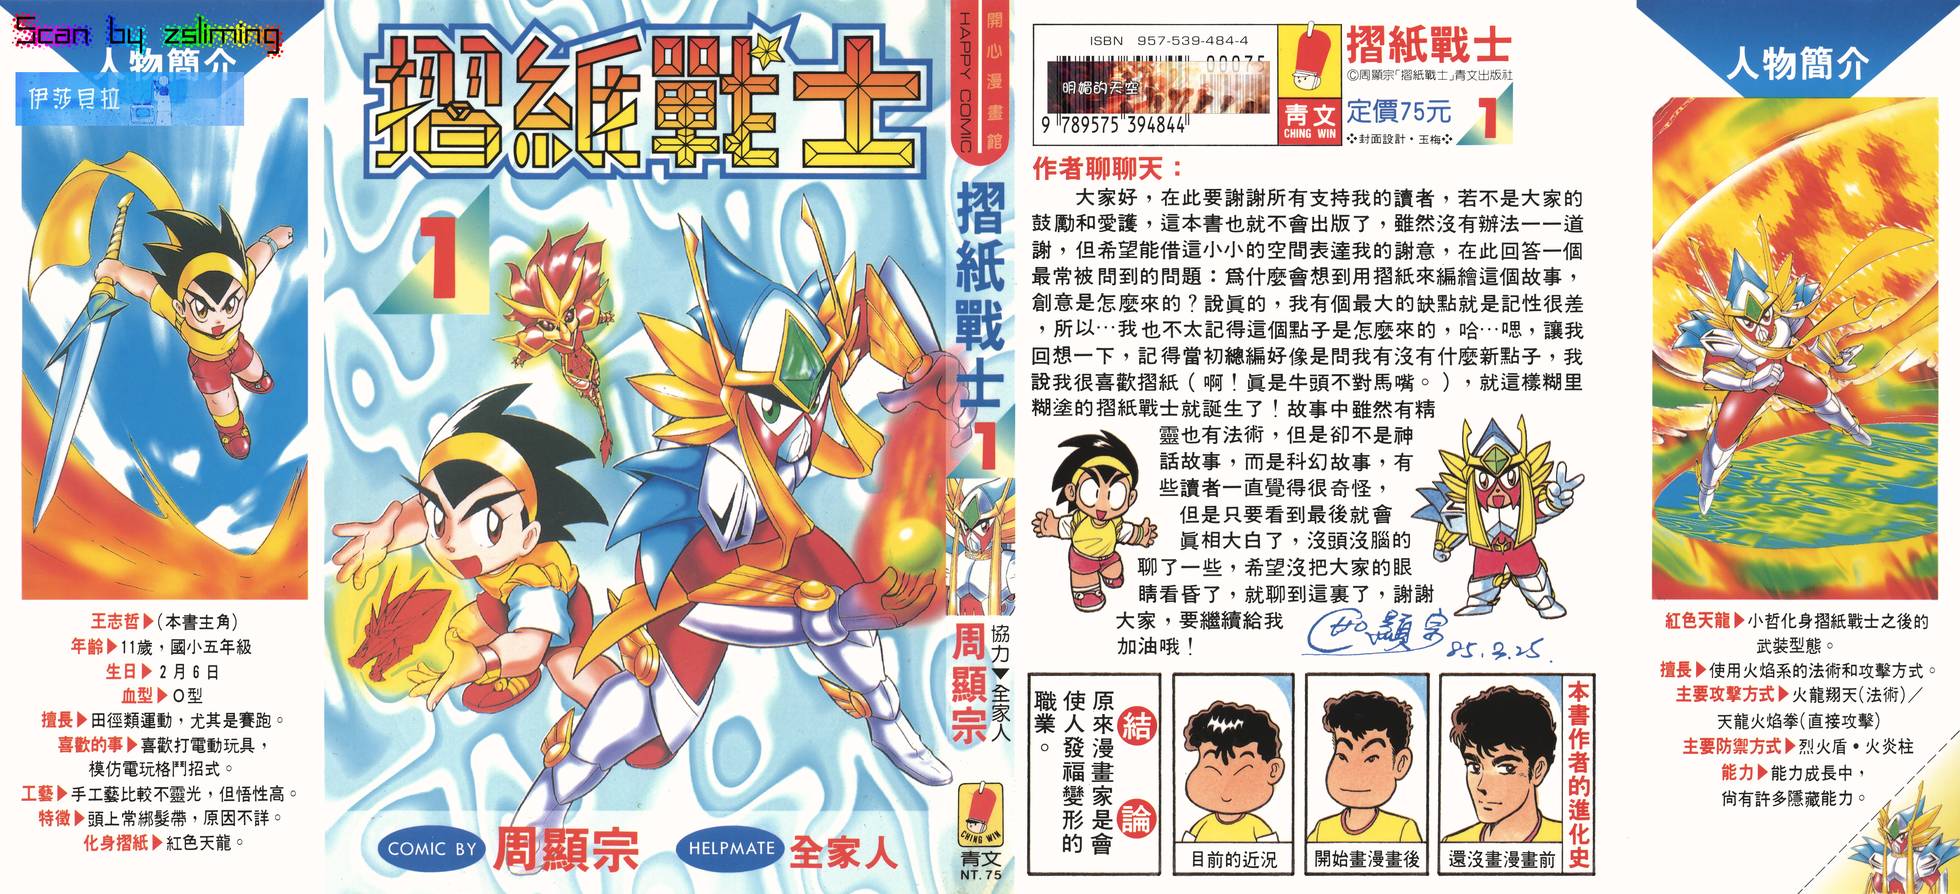 Scan by zsliming
人物簡介
伊莎貝拉
王志哲▶(本書主角)
年齡▶11歲，國小五年級
生日▶2月6日
血型▶O型
擅長▶田徑類運動，尤其是賽跑。
喜歡的事▶喜歡打電動玩具，
模仿電玩格鬥招式。
工藝▶手工藝比較不靈光，但悟性高。
特徵▶頭上常綁髮帶，原因不詳。
化身摺紙▶紅色天龍。
摺紙戰士
1
COMIC BY 周顯宗
HELPMATE 全家人
開心漫畫館
HAPPY COMIC
摺紙戰士
1
周顯宗
協力▼全家人
CHING WIN
青文
NT. 75
ISBN 957-539-484-4
00075
明媚的天空
9 789575 394844
青文
CHING WIN
摺紙戰士
©周顯宗「摺紙戰士」青文出版社
定價75元
1
❖封面設計・玉梅❖
作者聊聊天：
大家好，在此要謝謝所有支持我的讀者，若不是大家的
鼓勵和愛護，這本書也就不會出版了，雖然沒有辦法一一道
謝，但希望能借這小小的空間表達我的謝意，在此回答一個
最常被問到的問題：爲什麼會想到用摺紙來編繪這個故事，
創意是怎麼來的？說眞的，我有個最大的缺點就是記性很差
，所以…我也不太記得這個點子是怎麼來的，哈…嗯，讓我
回想一下，記得當初總編好像是問我有沒有什麼新點子，我
說我很喜歡摺紙（啊！眞是牛頭不對馬嘴。），就這樣糊里
糊塗的摺紙戰士就誕生了！故事中雖然有精
靈也有法術，但是卻不是神
話故事，而是科幻故事，有
些讀者一直覺得很奇怪，
但是只要看到最後就會
眞相大白了，沒頭沒腦的
聊了一些，希望沒把大家的眼
睛看昏了，就聊到這裏了，謝謝
大家，要繼續給我
加油哦！
周顯宗
85.3.25.
本書作者的進化史
還沒畫漫畫前
開始畫漫畫後
目前的近況
結論
原來漫畫家是會
使人發福變形的
職業。
人物簡介
紅色天龍▶小哲化身摺紙戰士之後的
武裝型態。
擅長▶使用火焰系的法術和攻擊方式。
主要攻擊方式▶火龍翔天(法術)／
天龍火焰拳(直接攻擊)
主要防禦方式▶烈火盾・火炎柱
能力▶能力成長中，
尙有許多隱藏能力。